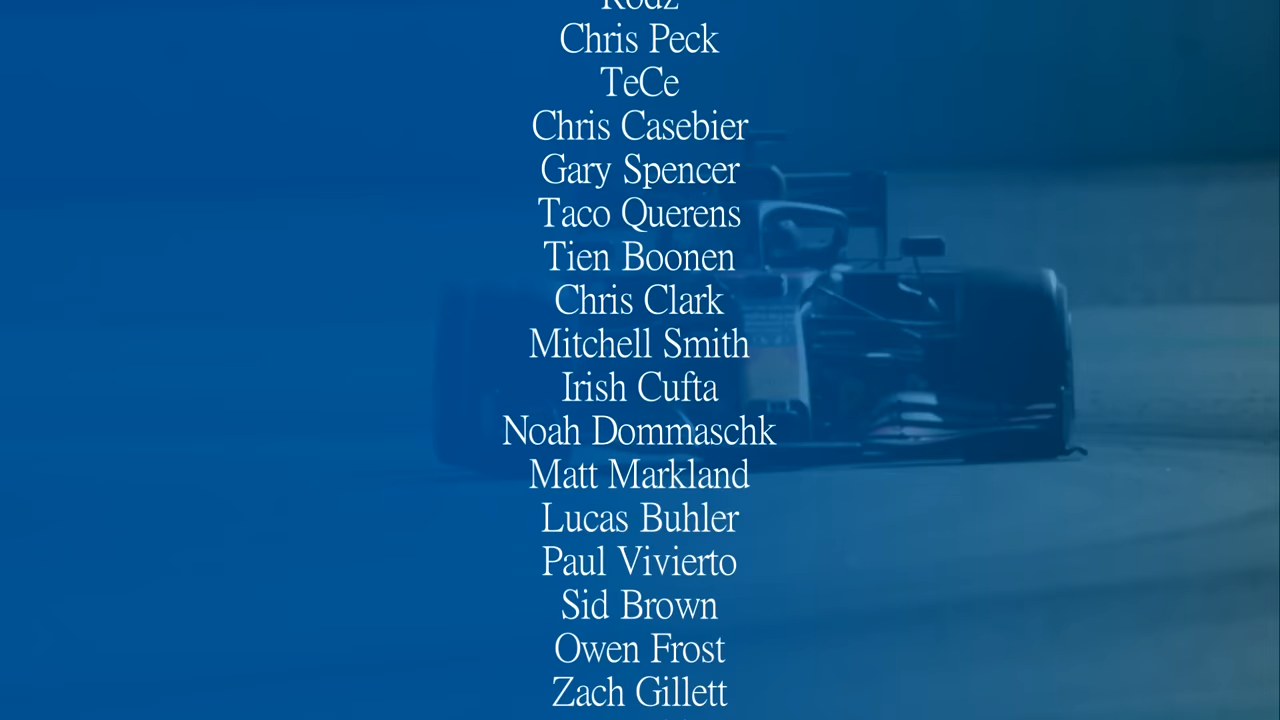 Rodz
Chris Peck
TeCe
Chris Casebier
Gary Spencer
Taco Querens
Tien Boonen
Chris Clark
Mitchell Smith
Irish Cufta
Noah Dommaschk
Matt Markland
Lucas Buhler
Paul Vivierto
Sid Brown
Owen Frost
Zach Gillett